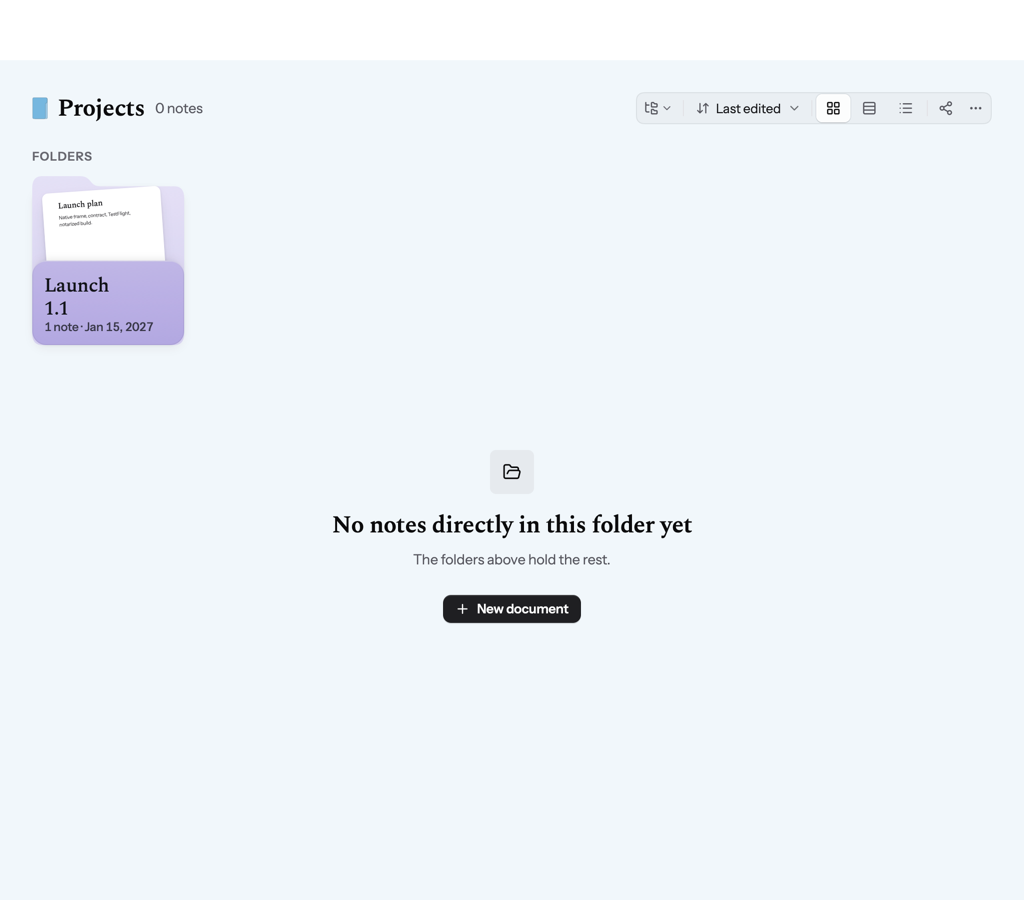 Projects 0 notes
Last edited
FOLDERS
Launch plan
Native frame, contract, TestFlight,
notarized build.
Launch
1.1
1 note · Jan 15, 2027
No notes directly in this folder yet
The folders above hold the rest.
New document